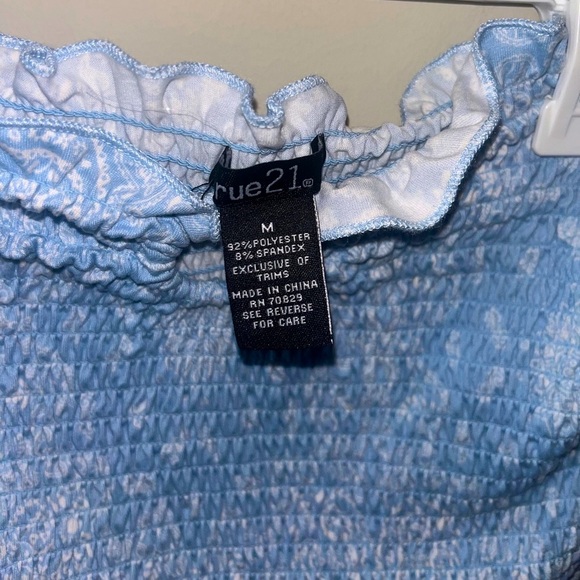 rue21®
M
92%POLYESTER
8% SPANDEX
EXCLUSIVE OF
TRIMS
MADE IN CHINA
RN 70829
SEE REVERSE
FOR CARE